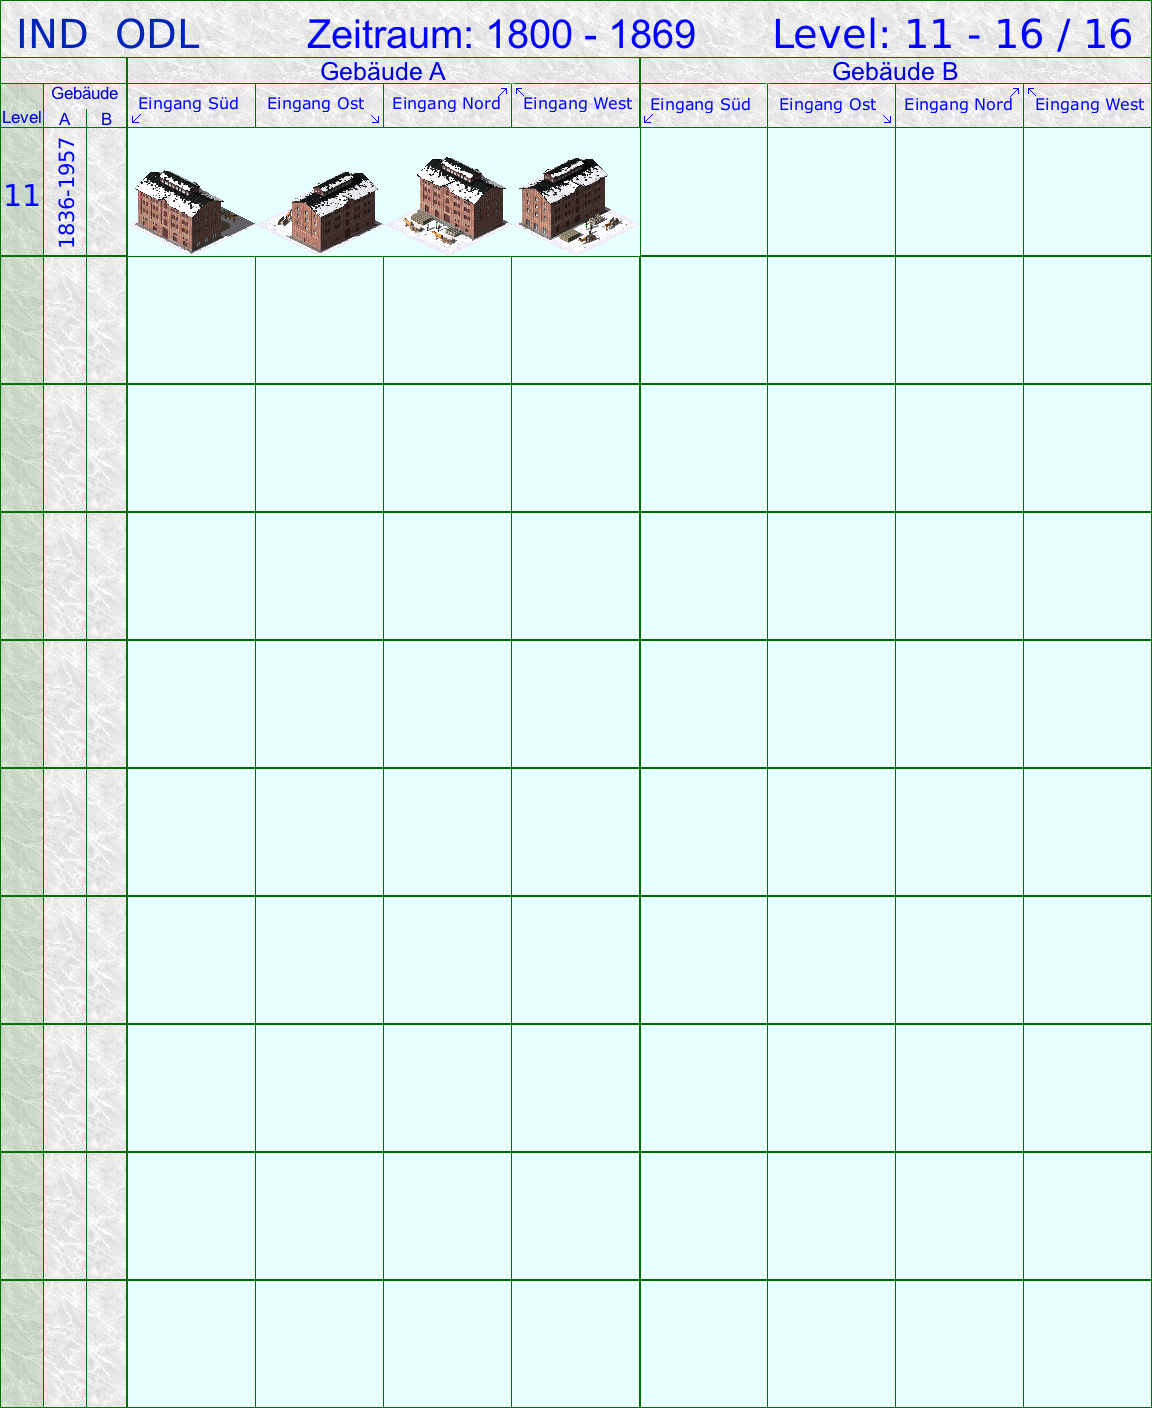 IND ODL Zeitraum: 1800 - 1869 Level: 11 - 16 / 16
Gebäude A Gebäude B
Level Gebäude A B Eingang Süd Eingang Ost Eingang Nord Eingang West Eingang Süd Eingang Ost Eingang Nord Eingang West
11 1836-1957